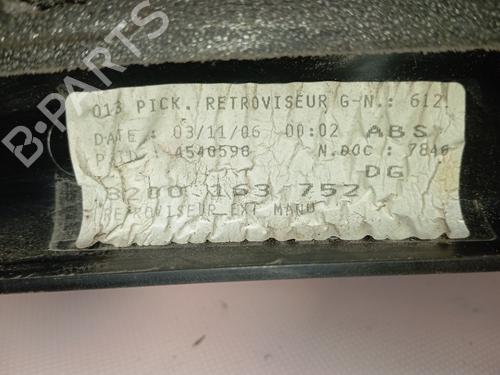 B-PARTS
013 PICK. RETROVISEUR G-N.: 612
DATE : 03/11/06 00:02 ABS
4540598 N.DOC : 7846
DG
8200 163 752
RETROVISEUR EXT MANU